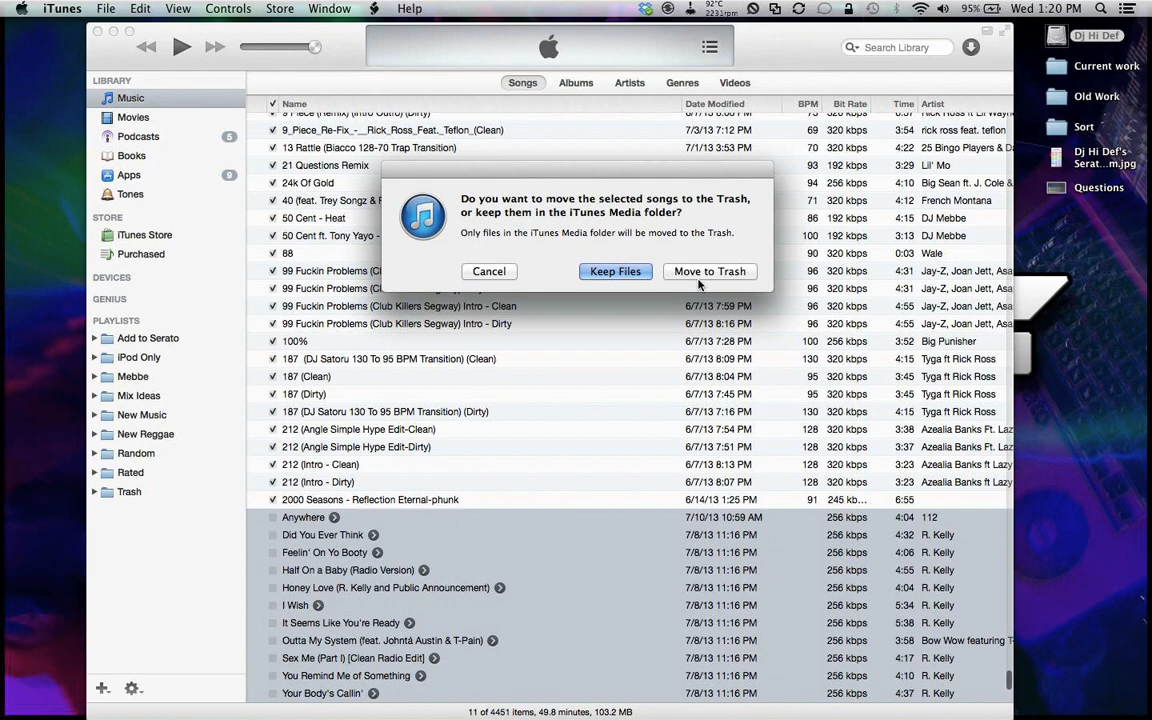 iTunes File Edit View Controls Store Window Help 92°C 2231rpm 95% Wed 1:20 PM
Search Library
Songs Albums Artists Genres Videos
LIBRARY
Music
Movies
Podcasts 5
Books
Apps 9
Tones
STORE
iTunes Store
Purchased
DEVICES
GENIUS
PLAYLISTS
Add to Serato
iPod Only
Mebbe
Mix Ideas
New Music
New Reggae
Random
Rated
Trash
Name Date Modified BPM Bit Rate Time Artist
9_Piece_Re-Fix_-__Rick_Ross_Feat._Teflon_(Clean) 7/3/13 7:12 PM 69 320 kbps 3:54 rick ross feat. teflon
13 Rattle (Biacco 128-70 Trap Transition) 7/1/13 3:53 PM 70 320 kbps 4:22 25 Bingo Players & D
21 Questions Remix 93 320 kbps 3:29 Lil' Mo
24k Of Gold 94 320 kbps 4:10 Big Sean ft. J. Cole &
40 (feat. Trey Songz & 71 320 kbps 4:12 French Montana
50 Cent - Heat 86 320 kbps 3:16 DJ Mebbe
50 Cent ft. Tony Yayo - 100 320 kbps 3:13 DJ Mebbe
88 320 kbps 0:03 Wale
99 Fuckin Problems (Cl 96 320 kbps 4:31 Jay-Z, Joan Jett, Asa
99 Fuckin Problems (Cl 96 320 kbps 4:55 Jay-Z, Joan Jett, Asa
99 Fuckin Problems (Club Killers Segway) Intro - Clean 6/7/13 7:59 PM 96 320 kbps 4:31 Jay-Z, Joan Jett, Asa
99 Fuckin Problems (Club Killers Segway) Intro - Dirty 6/7/13 8:16 PM 96 320 kbps 4:55 Jay-Z, Joan Jett, Asa
100% 6/7/13 7:28 PM 100 256 kbps 3:52 Big Punisher
187 (DJ Satoru 130 To 95 BPM Transition) (Clean) 6/7/13 8:09 PM 130 320 kbps 4:15 Tyga ft Rick Ross
187 (Clean) 6/7/13 8:04 PM 95 320 kbps 4:15 Tyga ft Rick Ross
187 (Dirty) 6/7/13 7:45 PM 95 320 kbps 4:15 Tyga ft Rick Ross
187 (DJ Satoru 130 To 95 BPM Transition) (Dirty) 6/7/13 7:16 PM 130 320 kbps 4:15 Tyga ft Rick Ross
212 (Angle Simple Hype Edit-Clean) 6/7/13 7:54 PM 128 320 kbps 3:38 Azealia Banks Ft. Laz
212 (Angle Simple Hype Edit-Dirty) 6/7/13 7:51 PM 128 320 kbps 3:37 Azealia Banks Ft. Laz
212 (Intro - Clean) 6/7/13 8:13 PM 128 320 kbps 3:23 Azealia Banks ft Lazy
212 (Intro - Dirty) 6/7/13 8:07 PM 128 320 kbps 3:23 Azealia Banks ft Lazy
2000 Seasons - Reflection Eternal-phunk 6/14/13 1:25 PM 91 245 kb... 6:55
Anywhere 7/10/13 10:59 AM 256 kbps 4:04 112
Did You Ever Think 7/8/13 11:16 PM 256 kbps 4:32 R. Kelly
Feelin' On Yo Booty 7/8/13 11:16 PM 256 kbps 4:06 R. Kelly
Half On a Baby (Radio Version) 7/8/13 11:16 PM 256 kbps 4:55 R. Kelly
Honey Love (R. Kelly and Public Announcement) 7/8/13 11:16 PM 256 kbps 4:04 R. Kelly
I Wish 7/8/13 11:16 PM 256 kbps 5:34 R. Kelly
It Seems Like You're Ready 7/8/13 11:16 PM 256 kbps 5:38 R. Kelly
Outta My System (feat. Johntá Austin & T-Pain) 7/8/13 11:16 PM 256 kbps 3:58 Bow Wow featuring T
Sex Me (Part I) [Clean Radio Edit] 7/8/13 11:16 PM 256 kbps 4:17 R. Kelly
You Remind Me of Something 7/8/13 11:16 PM 256 kbps 4:10 R. Kelly
Your Body's Callin' 7/8/13 11:16 PM 256 kbps 4:37 R. Kelly
11 of 4451 items, 49.8 minutes, 103.2 MB
Do you want to move the selected songs to the Trash,
or keep them in the iTunes Media folder?
Only files in the iTunes Media folder will be moved to the Trash.
Cancel Keep Files Move to Trash
Dj Hi Def
Current work
Old Work
Sort
Dj Hi Def's
Serat...m.jpg
Questions